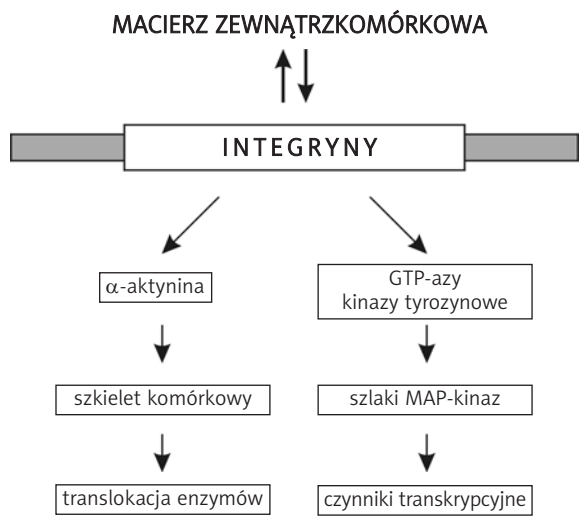 MACIERZ ZEWNĄTRZKOMÓRKOWA
INTEGRYNY
α-aktynina
GTP-azy
kinazy tyrozynowe
szkielet komórkowy
szlaki MAP-kinaz
translokacja enzymów
czynniki transkrypcyjne